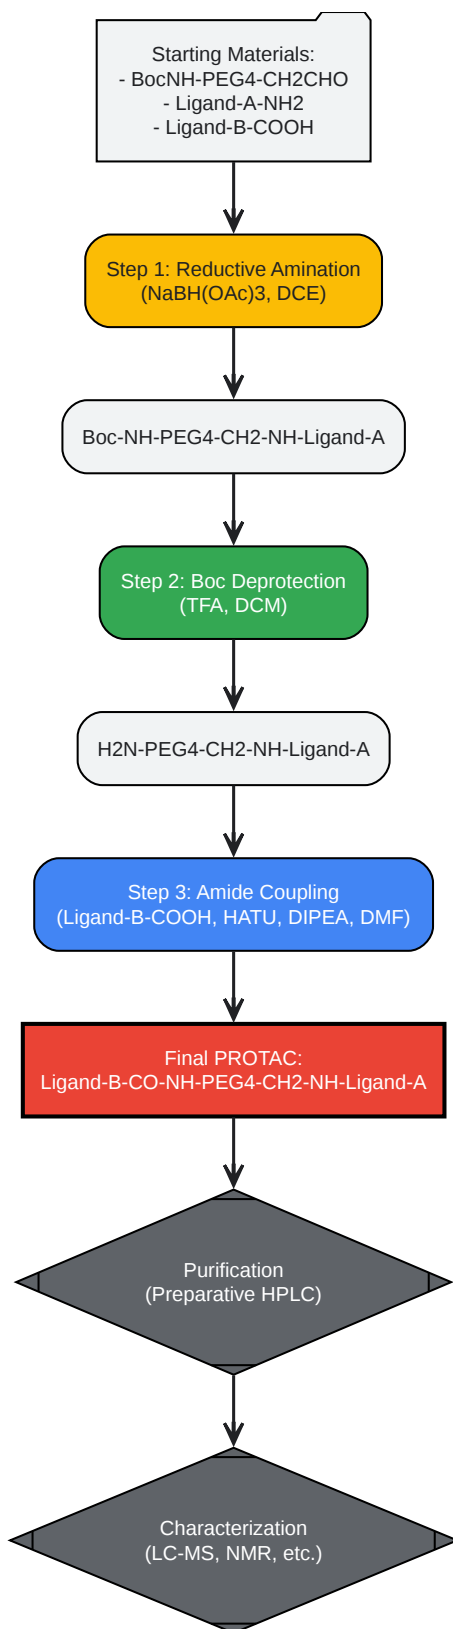 Starting Materials:
- BocNH-PEG4-CH2CHO
- Ligand-A-NH2
- Ligand-B-COOH
Step 1: Reductive Amination
(NaBH(OAc)3, DCE)
Boc-NH-PEG4-CH2-NH-Ligand-A
Step 2: Boc Deprotection
(TFA, DCM)
H2N-PEG4-CH2-NH-Ligand-A
Step 3: Amide Coupling
(Ligand-B-COOH, HATU, DIPEA, DMF)
Final PROTAC:
Ligand-B-CO-NH-PEG4-CH2-NH-Ligand-A
Purification
(Preparative HPLC)
Characterization
(LC-MS, NMR, etc.)